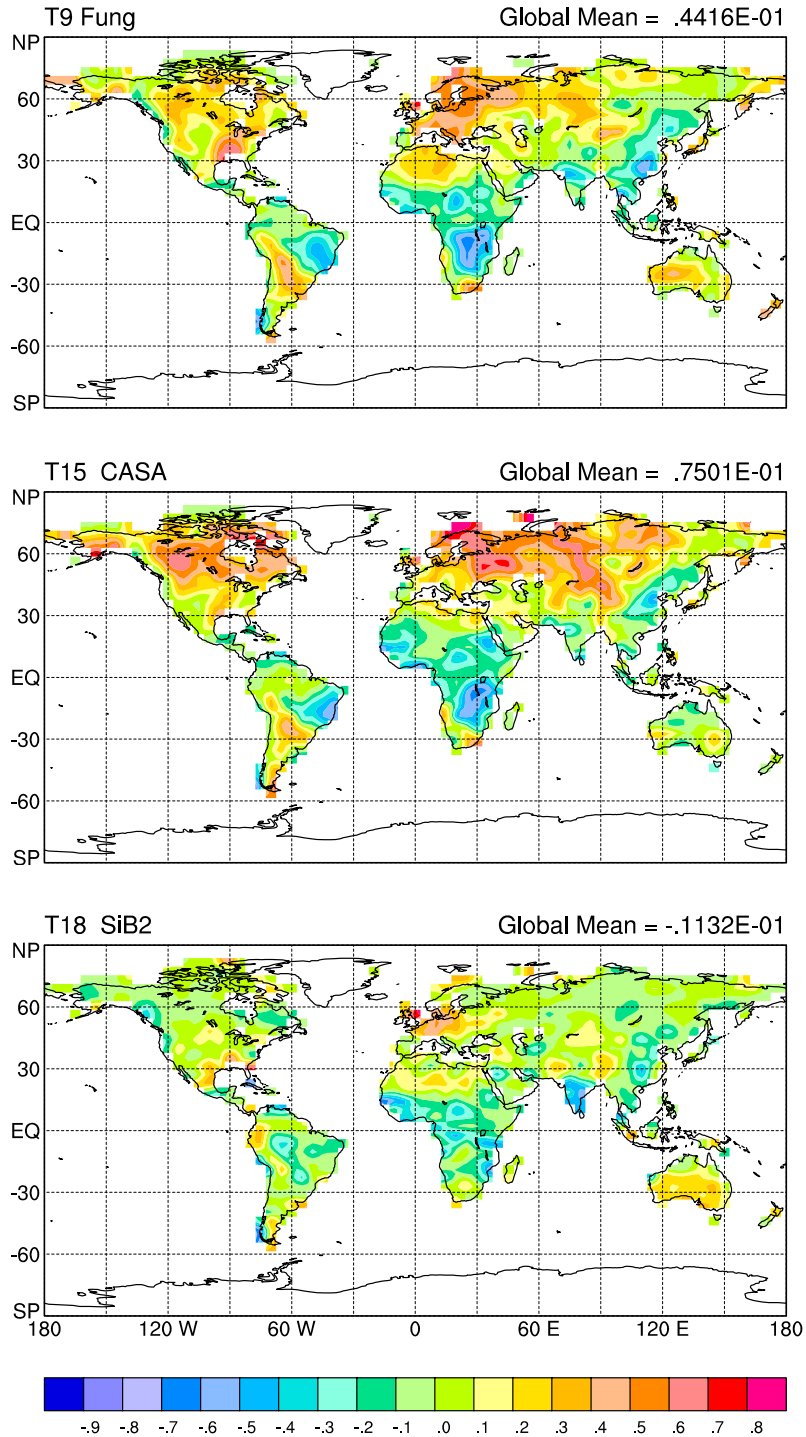 T9 Fung Global Mean = .4416E-01
NP
60
30
EQ
-30
-60
SP
T15 CASA Global Mean = .7501E-01
NP
60
30
EQ
-30
-60
SP
T18 SiB2 Global Mean = -.1132E-01
NP
60
30
EQ
-30
-60
SP
180 120 W 60 W 0 60 E 120 E 180
-.9 -.8 -.7 -.6 -.5 -.4 -.3 -.2 -.1 .0 .1 .2 .3 .4 .5 .6 .7 .8